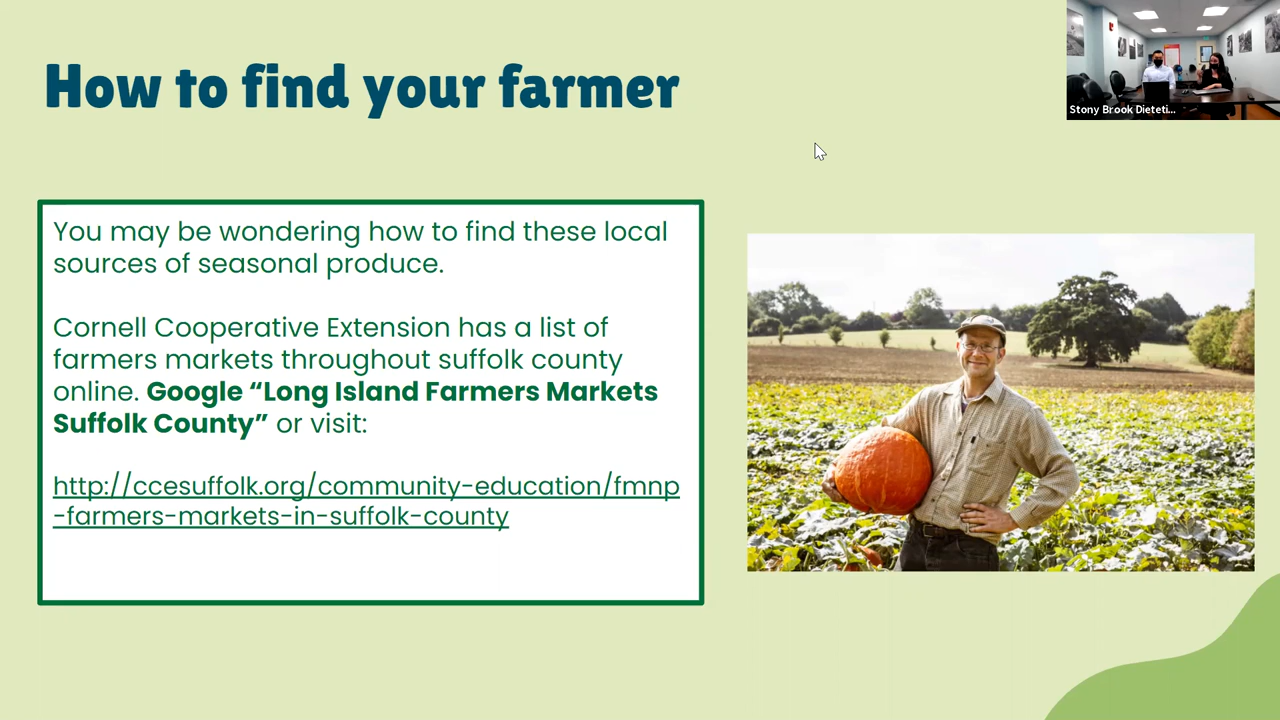 How to find your farmer
Stony Brook Dieteti...
You may be wondering how to find these local
sources of seasonal produce.
Cornell Cooperative Extension has a list of
farmers markets throughout suffolk county
online. Google “Long Island Farmers Markets
Suffolk County” or visit:
http://ccesuffolk.org/community-education/fmnp
-farmers-markets-in-suffolk-county